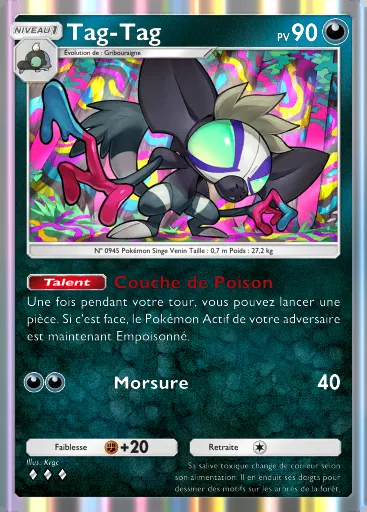 NIVEAU 1
Tag-Tag
PV 90
Évolution de : Gribouraigne
N° 0945 Pokémon Singe Venin Taille : 0,7 m Poids : 27,2 kg
Talent Couche de Poison
Une fois pendant votre tour, vous pouvez lancer une
pièce. Si c'est face, le Pokémon Actif de votre adversaire
est maintenant Empoisonné.
Morsure 40
Faiblesse +20 Retraite
Illus. Krgc
Sa salive toxique change de couleur selon
son alimentation. Il en enduit ses doigts pour
dessiner des motifs sur les arbres de la forêt.